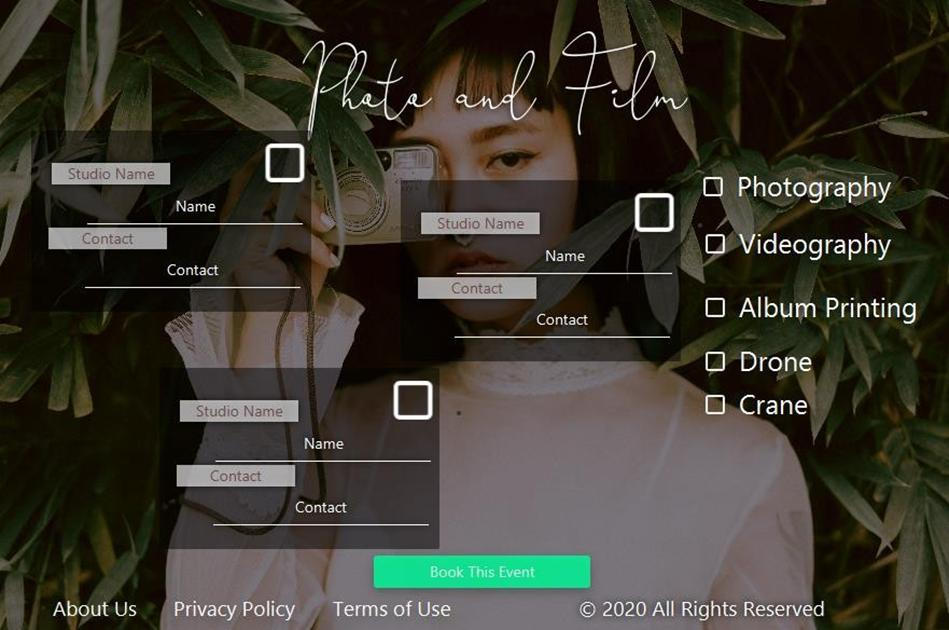 Photo and Film
Studio Name
Name
Contact
Contact
Studio Name
Name
Contact
Contact
Studio Name
Name
Contact
Contact
Photography
Videography
Album Printing
Drone
Crane
Book This Event
About Us Privacy Policy Terms of Use © 2020 All Rights Reserved